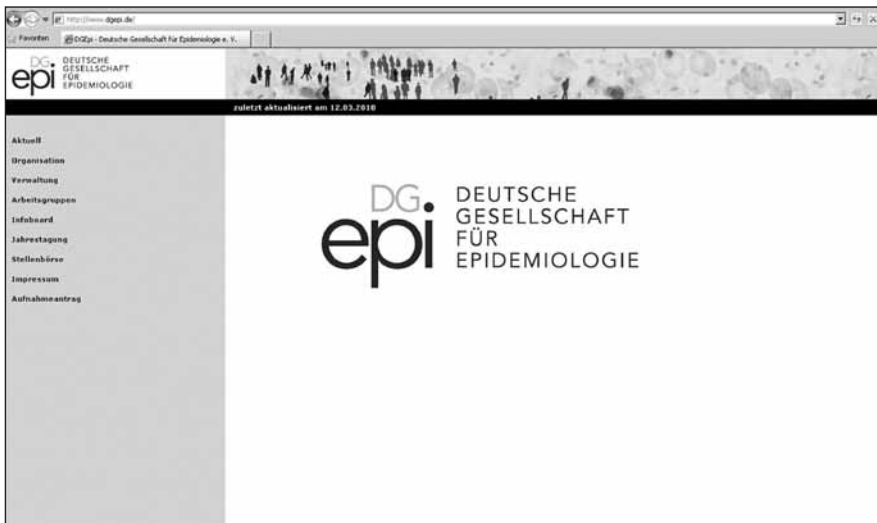 http://www.dgepi.de/
Favoriten
DGEpi - Deutsche Gesellschaft für Epidemiologie e. V.
DG
epi
DEUTSCHE
GESELLSCHAFT
FÜR
EPIDEMIOLOGIE
zuletzt aktualisiert am 12.03.2010
Aktuell
Organisation
Verwaltung
Arbeitsgruppen
Infoboard
Jahrestagung
Stellenbörse
Impressum
Aufnahmeantrag
DG
epi
DEUTSCHE
GESELLSCHAFT
FÜR
EPIDEMIOLOGIE